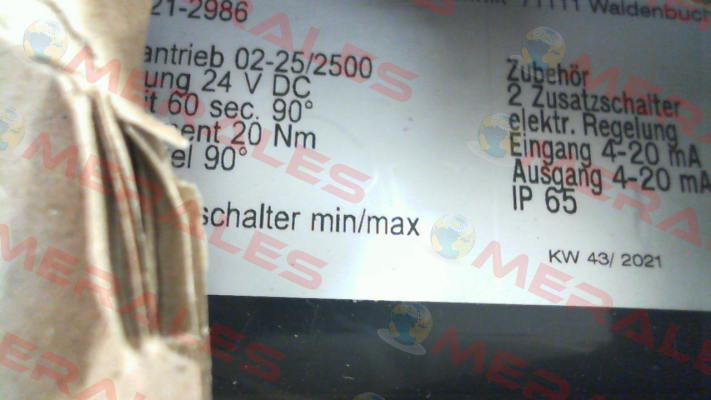 71111 Waldenbuch
21-2986
antrieb 02-25/2500
ung 24 V DC
it 60 sec. 90°
ent 20 Nm
el 90°
schalter min/max
Zubehör
2 Zusatzschalter
elektr. Regelung
Eingang 4-20 mA
Ausgang 4-20 mA
IP 65
KW 43/ 2021
MERALES